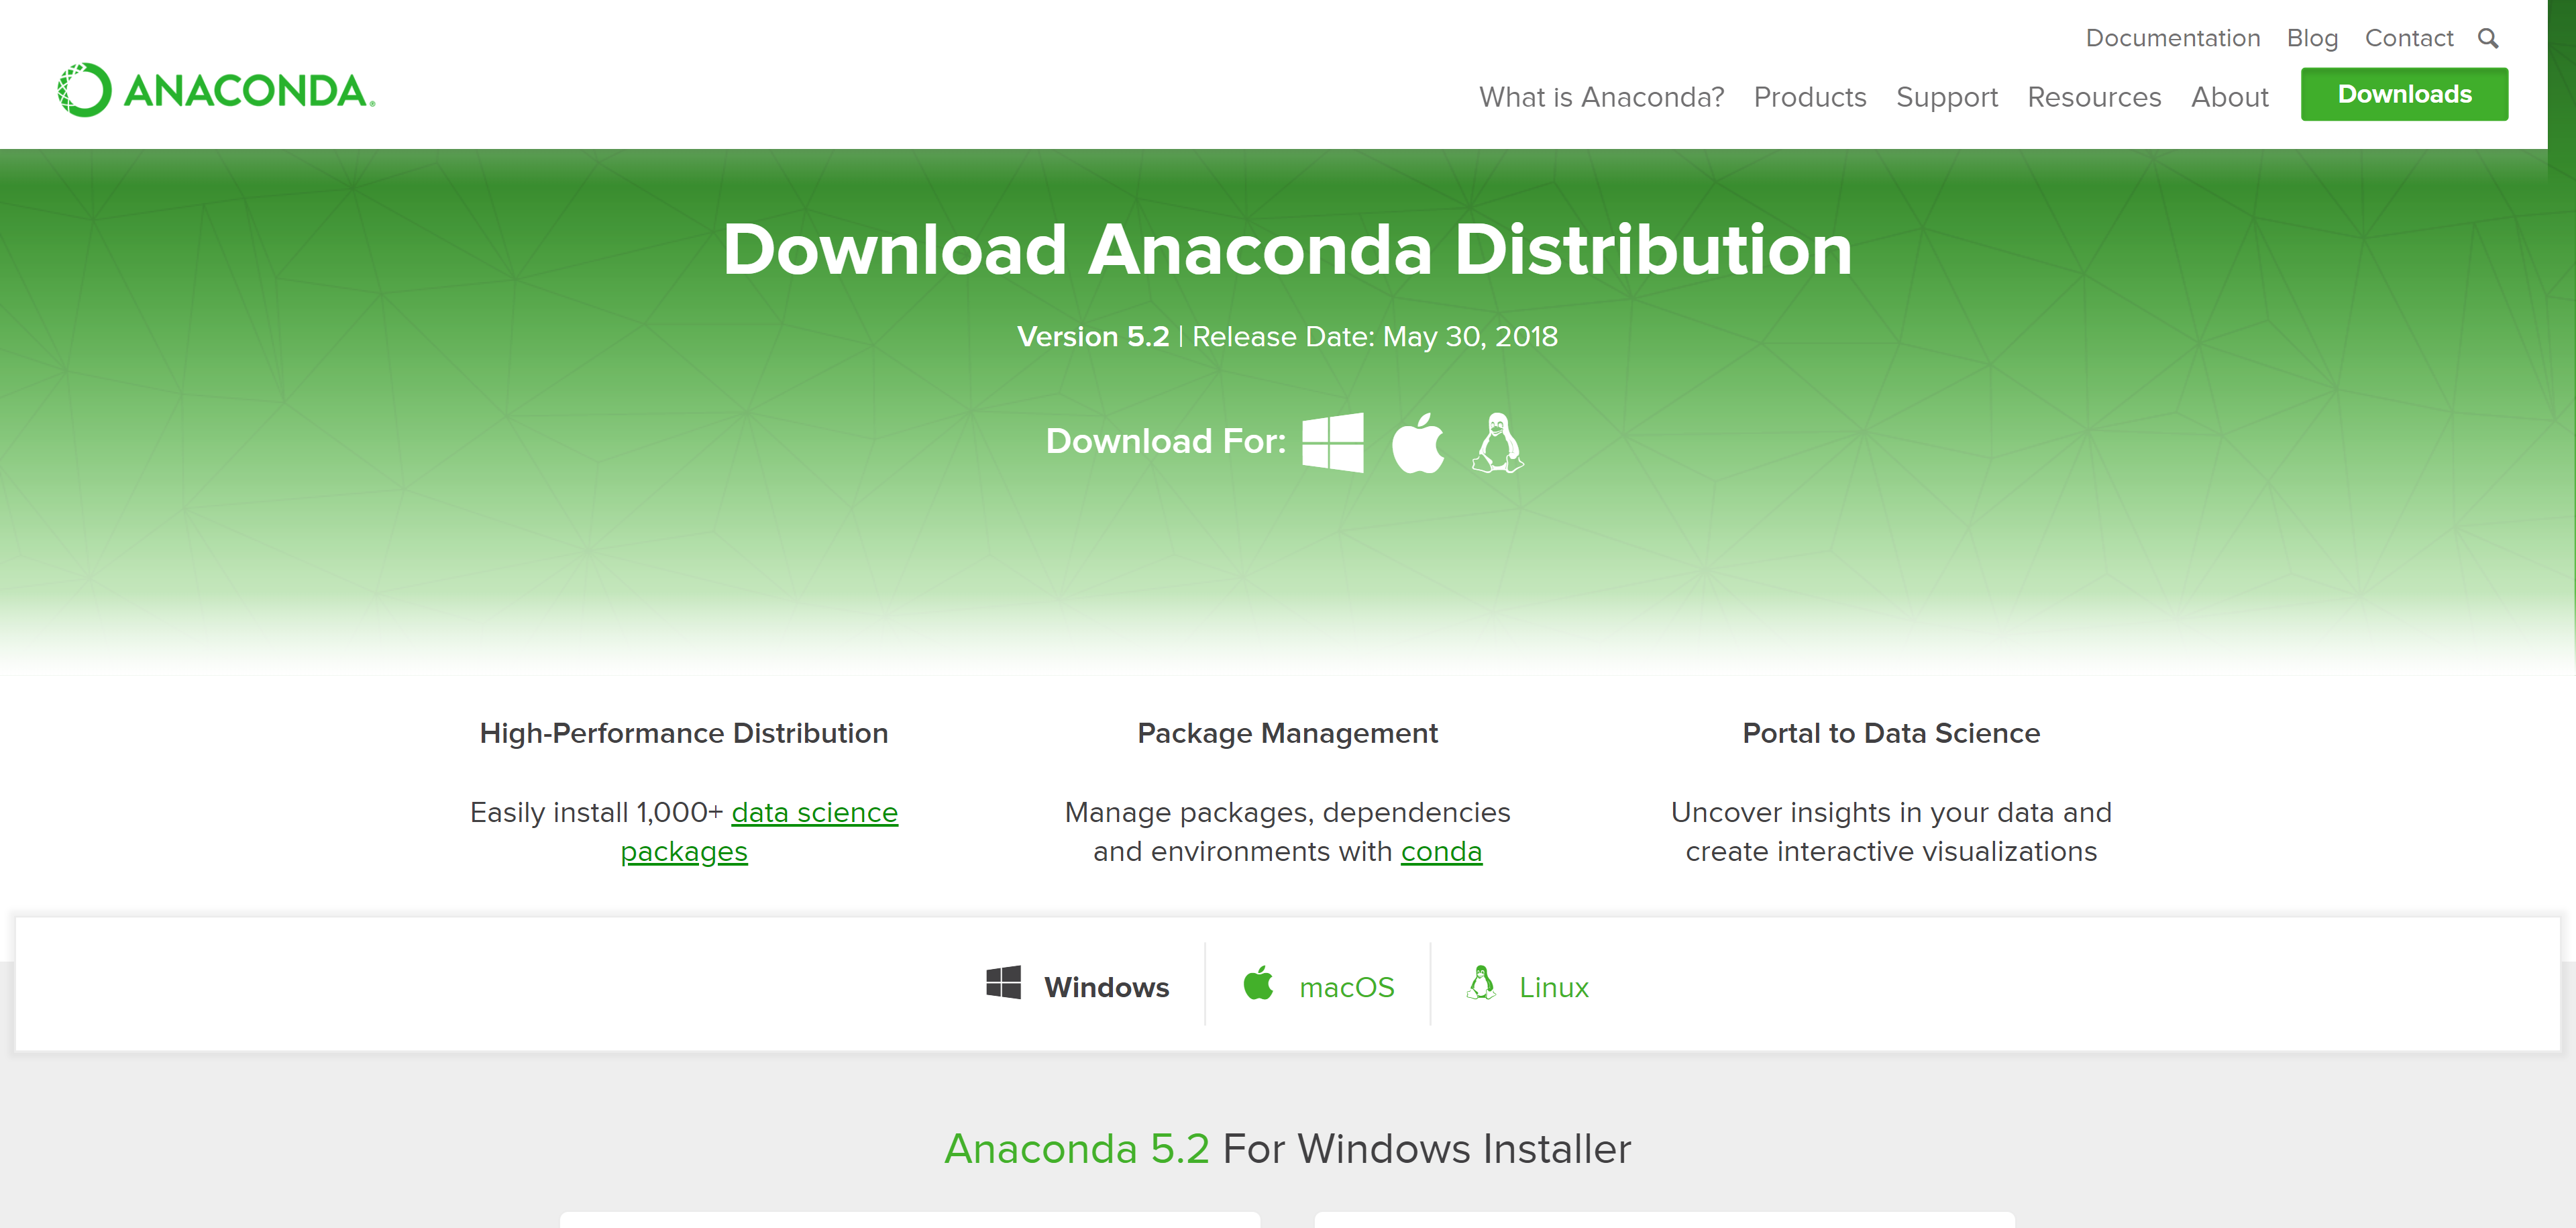 Documentation Blog Contact
ANACONDA.
What is Anaconda? Products Support Resources About Downloads
Download Anaconda Distribution
Version 5.2 | Release Date: May 30, 2018
Download For:
High-Performance Distribution
Easily install 1,000+ data science
packages
Package Management
Manage packages, dependencies
and environments with conda
Portal to Data Science
Uncover insights in your data and
create interactive visualizations
Windows macOS Linux
Anaconda 5.2 For Windows Installer